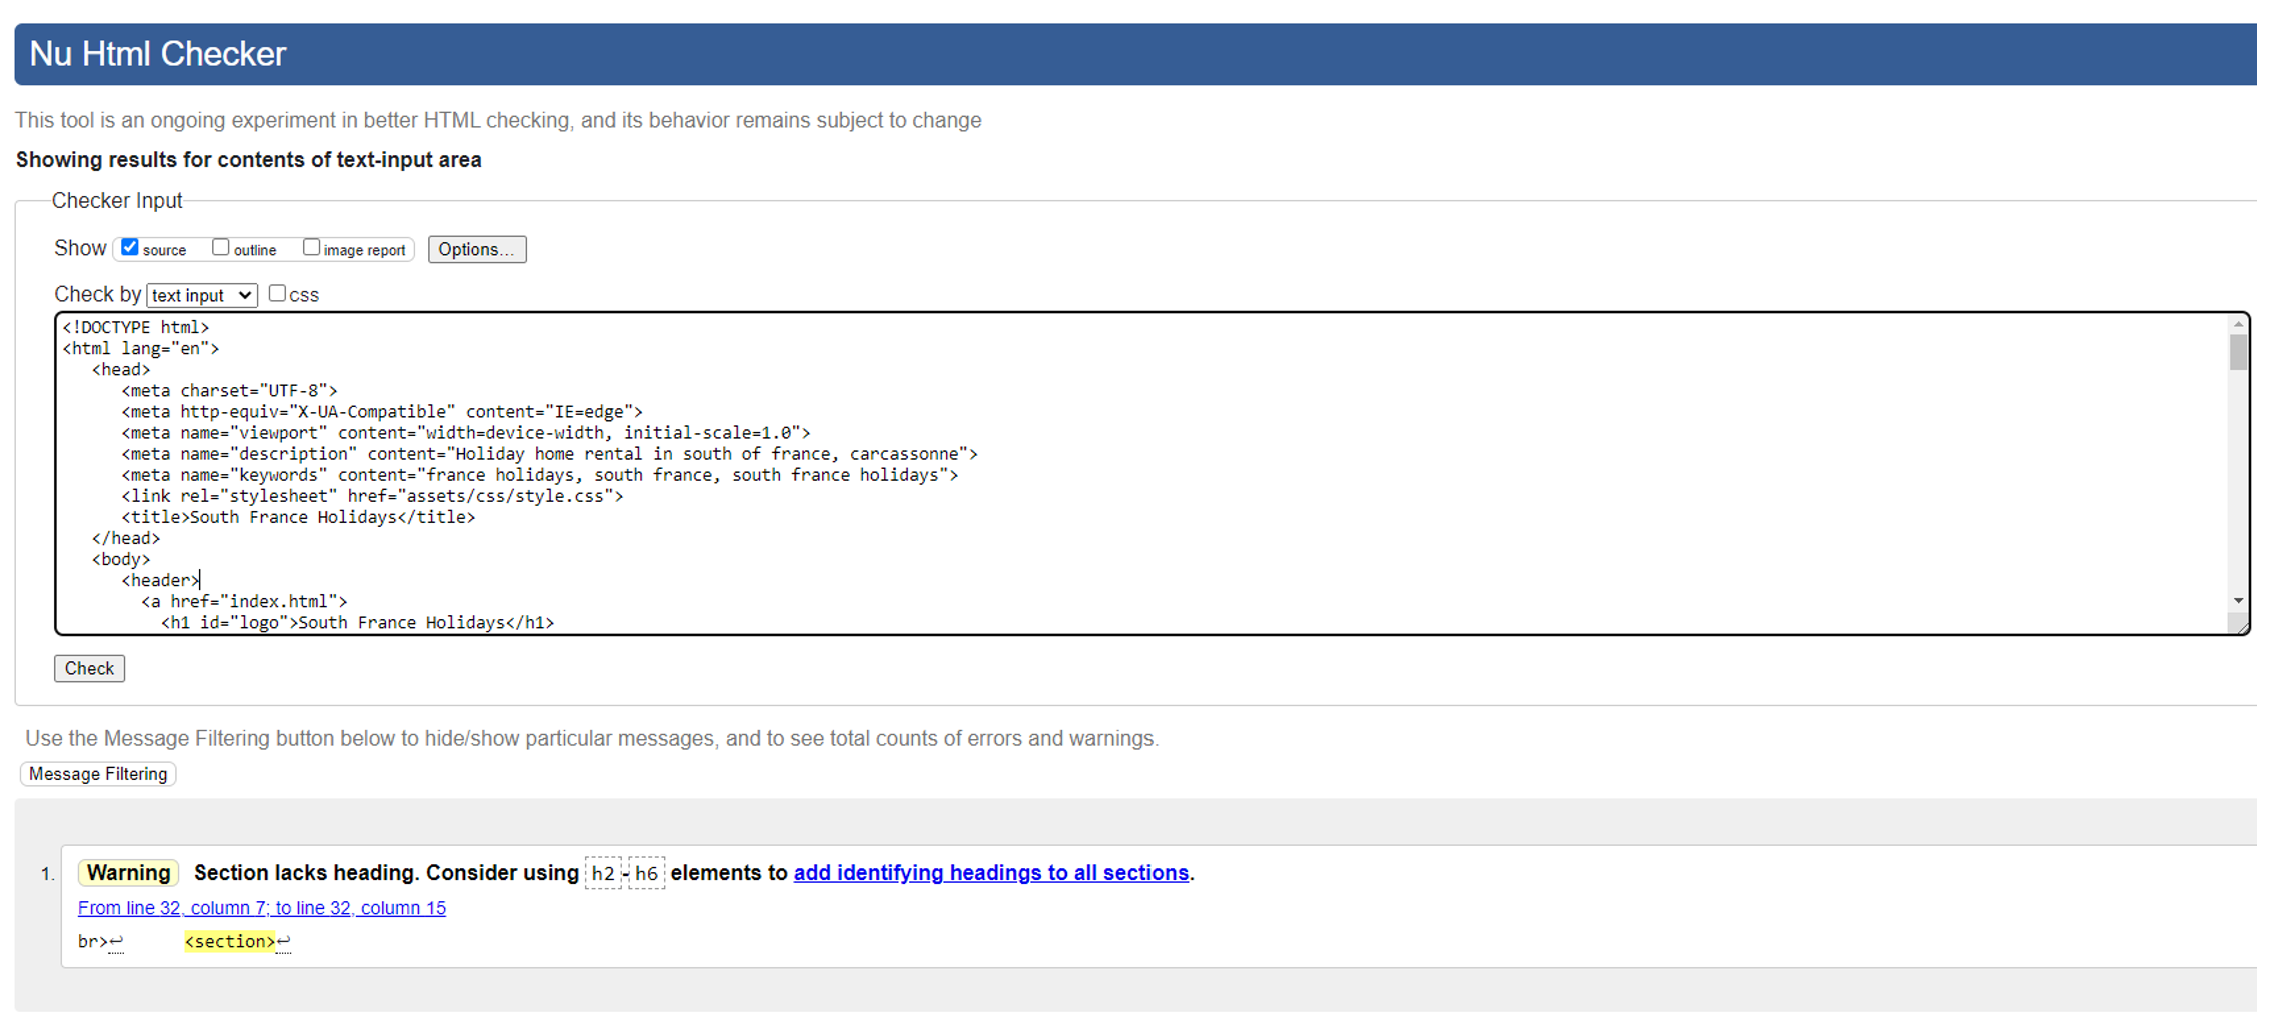 Nu Html Checker
This tool is an ongoing experiment in better HTML checking, and its behavior remains subject to change
Showing results for contents of text-input area
Checker Input
Show source outline image report Options...
Check by text input css
<!DOCTYPE html>
<html lang="en">
<head>
<meta charset="UTF-8">
<meta http-equiv="X-UA-Compatible" content="IE=edge">
<meta name="viewport" content="width=device-width, initial-scale=1.0">
<meta name="description" content="Holiday home rental in south of france, carcassonne">
<meta name="keywords" content="france holidays, south france, south france holidays">
<link rel="stylesheet" href="assets/css/style.css">
<title>South France Holidays</title>
</head>
<body>
<header>
<a href="index.html">
<h1 id="logo">South France Holidays</h1>
Check
Use the Message Filtering button below to hide/show particular messages, and to see total counts of errors and warnings.
Message Filtering
1. Warning Section lacks heading. Consider using h2-h6 elements to add identifying headings to all sections.
From line 32, column 7; to line 32, column 15
br>↩ <section>↩